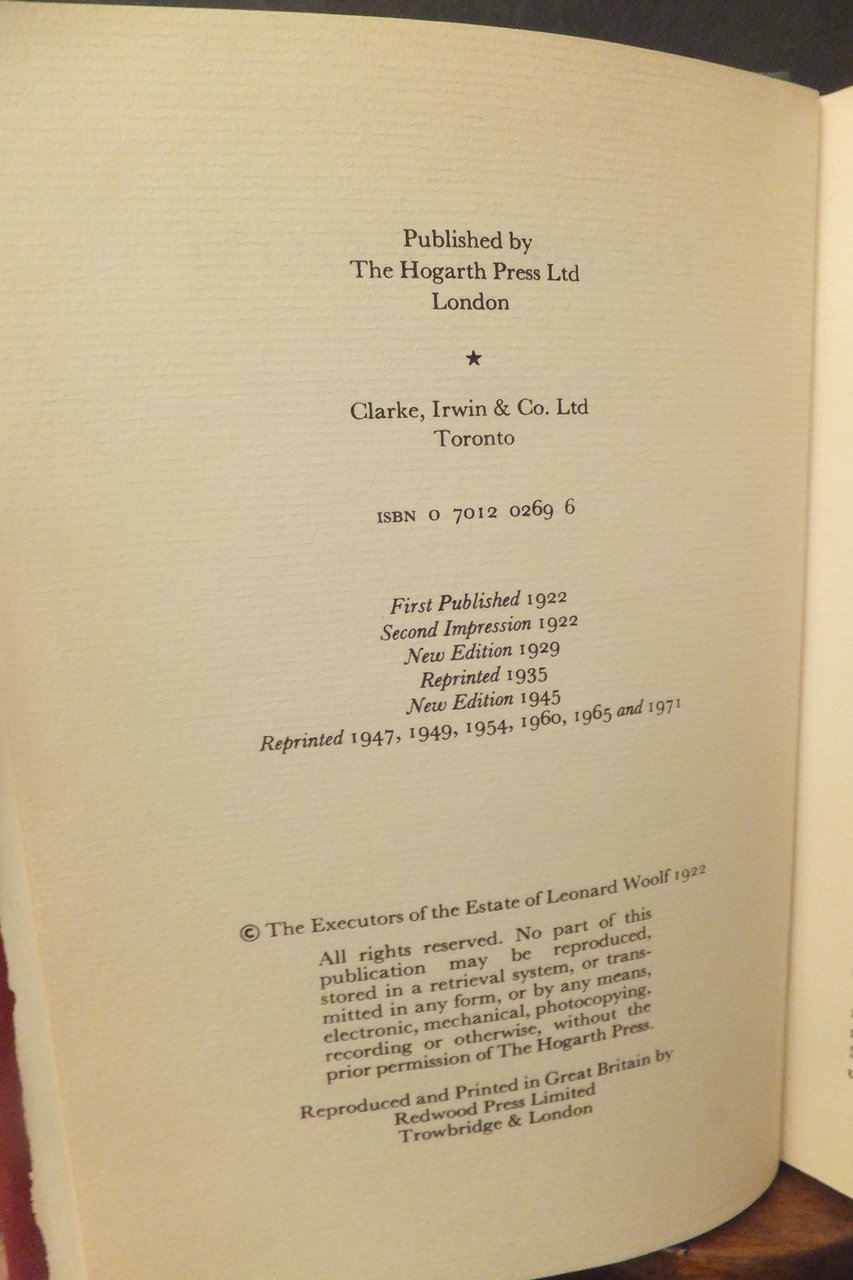 Published by
The Hogarth Press Ltd
London
★
Clarke, Irwin & Co. Ltd
Toronto
ISBN 0 7012 0269 6
First Published 1922
Second Impression 1922
New Edition 1929
Reprinted 1935
New Edition 1945
Reprinted 1947, 1949, 1954, 1960, 1965 and 1971
© The Executors of the Estate of Leonard Woolf 1922
All rights reserved. No part of this
publication may be reproduced,
stored in a retrieval system, or trans-
mitted in any form, or by any means,
electronic, mechanical, photocopying,
recording or otherwise, without the
prior permission of The Hogarth Press.
Reproduced and Printed in Great Britain by
Redwood Press Limited
Trowbridge & London